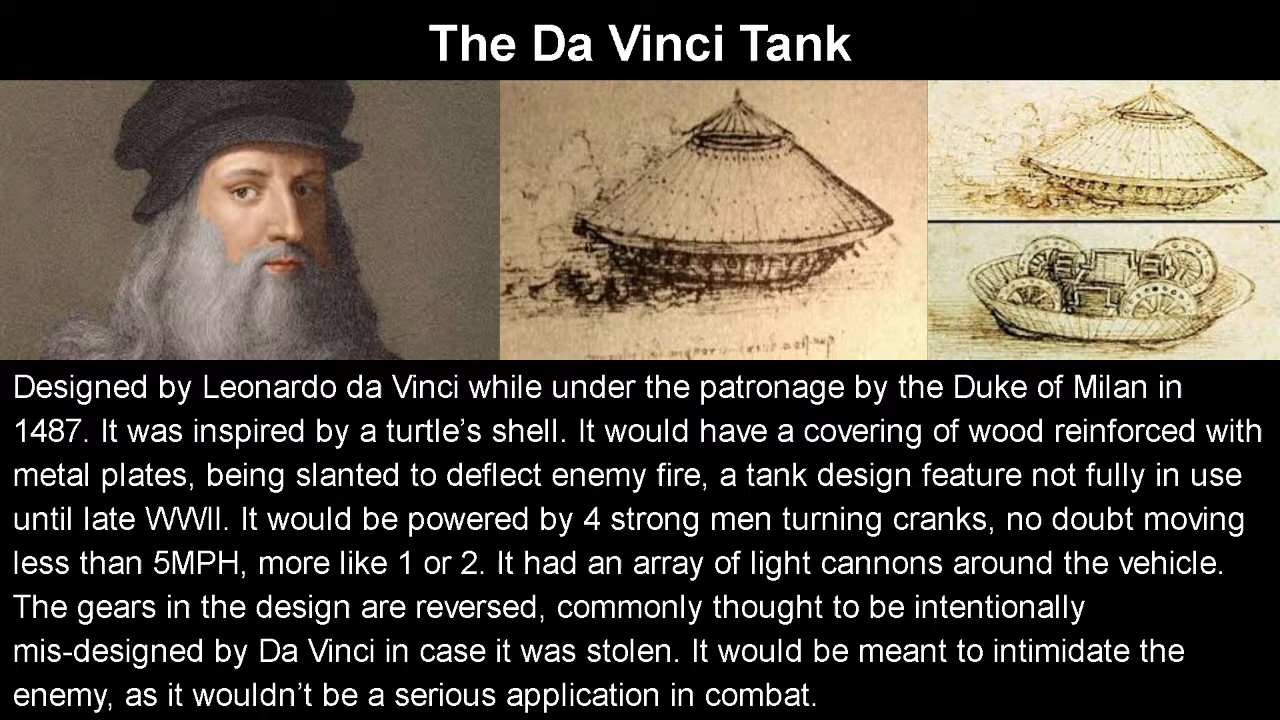 The Da Vinci Tank
Designed by Leonardo da Vinci while under the patronage by the Duke of Milan in
1487. It was inspired by a turtle’s shell. It would have a covering of wood reinforced with
metal plates, being slanted to deflect enemy fire, a tank design feature not fully in use
until late WWII. It would be powered by 4 strong men turning cranks, no doubt moving
less than 5MPH, more like 1 or 2. It had an array of light cannons around the vehicle.
The gears in the design are reversed, commonly thought to be intentionally
mis-designed by Da Vinci in case it was stolen. It would be meant to intimidate the
enemy, as it wouldn’t be a serious application in combat.